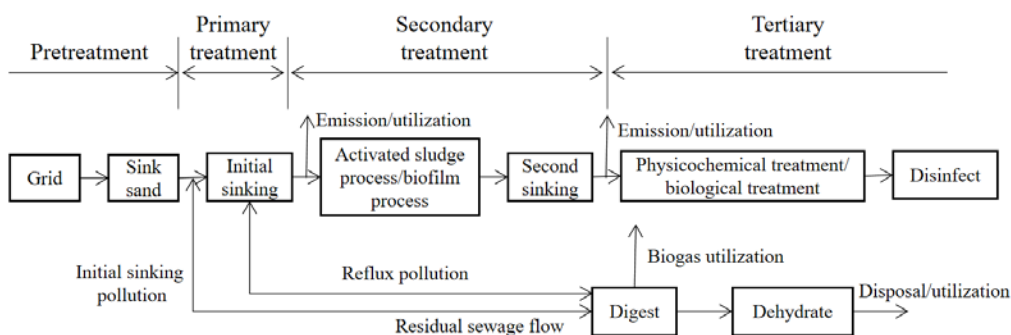 Pretreatment
Primary
treatment
Secondary
treatment
Tertiary
treatment
Emission/utilization
Emission/utilization
Grid
Sink
sand
Initial
sinking
Activated sludge
process/biofilm
process
Second
sinking
Physicochemical treatment/
biological treatment
Disinfect
Initial sinking
pollution
Reflux pollution
Biogas utilization
Residual sewage flow
Digest
Dehydrate
Disposal/utilization